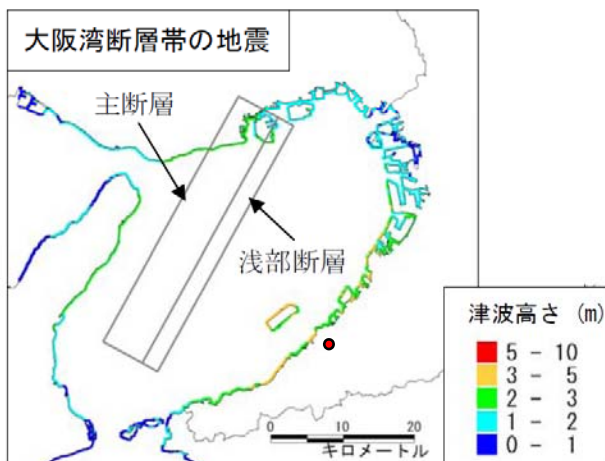 大阪湾断層帯の地震
主断層
浅部断層
津波高さ (m)
5 - 10
3 - 5
2 - 3
1 - 2
0 - 1
0 10 20
キロメートル